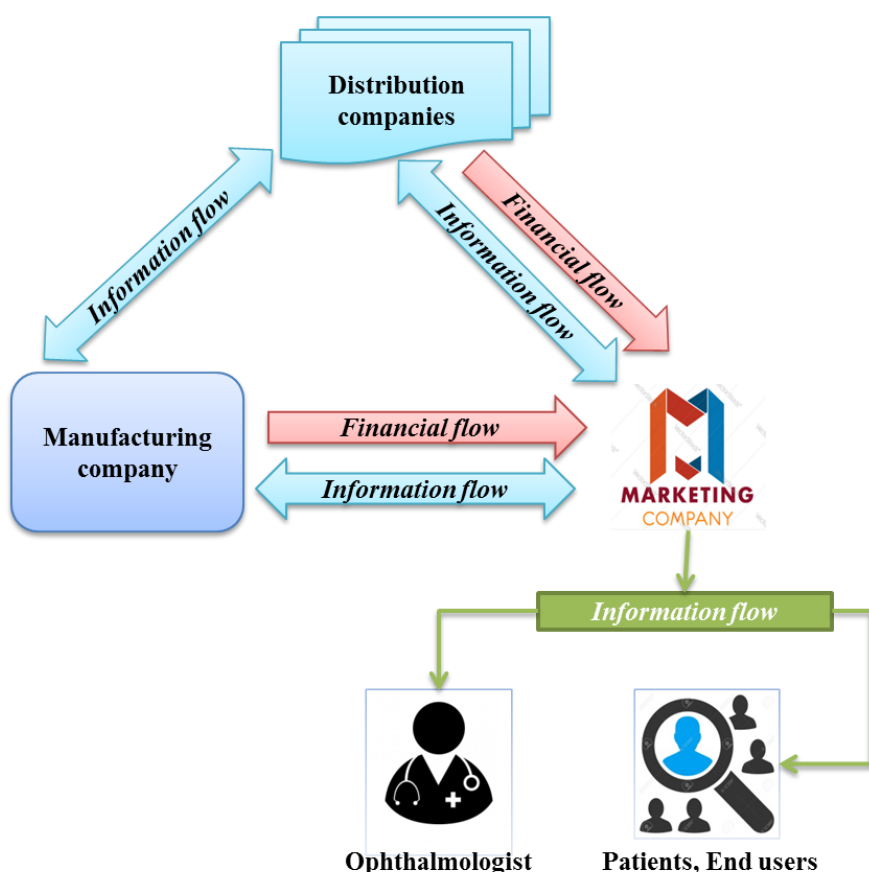 Distribution
companies
Information flow
Information flow
Financial flow
Manufacturing
company
Financial flow
Information flow
MARKETING
COMPANY
Information flow
Ophthalmologist
Patients, End users